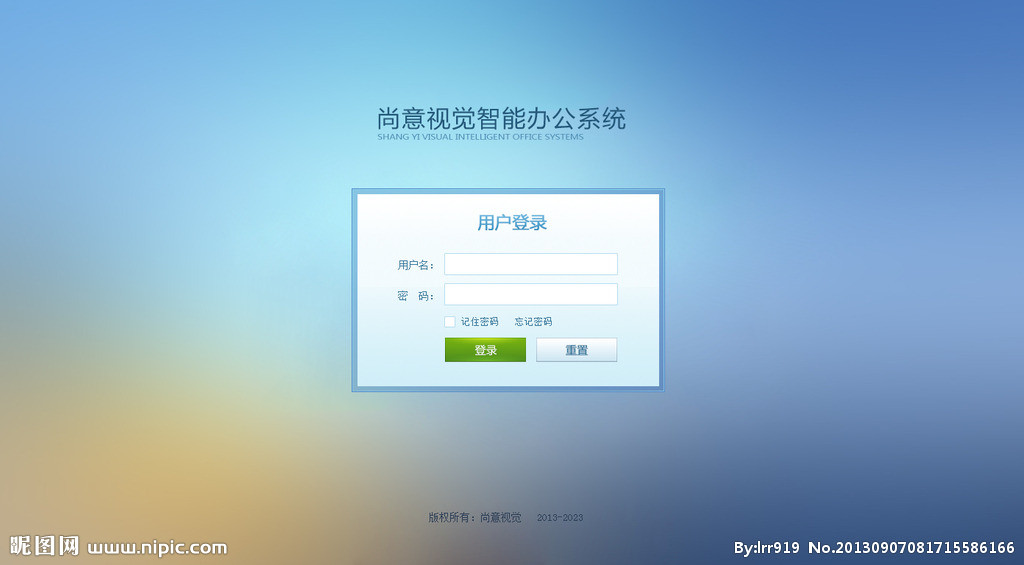 尚意视觉智能办公系统
SHANG YI VISUAL INTELLIGENT OFFICE SYSTEMS
用户登录
用户名：
密 码：
记住密码 忘记密码
登录 重置
版权所有：尚意视觉 2013-2023
昵图网 www.nipic.com By:lrr919 No.20130907081715586166